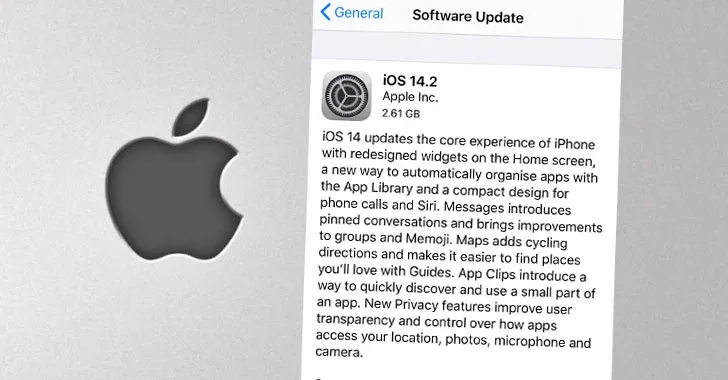 General
Software Update
iOS 14.2
Apple Inc.
2.61 GB
iOS 14 updates the core experience of iPhone
with redesigned widgets on the Home screen,
a new way to automatically organise apps with
the App Library and a compact design for
phone calls and Siri. Messages introduces
pinned conversations and brings improvements
to groups and Memoji. Maps adds cycling
directions and makes it easier to find places
you'll love with Guides. App Clips introduce a
way to quickly discover and use a small part of
an app. New Privacy features improve user
transparency and control over how apps
access your location, photos, microphone and
camera.